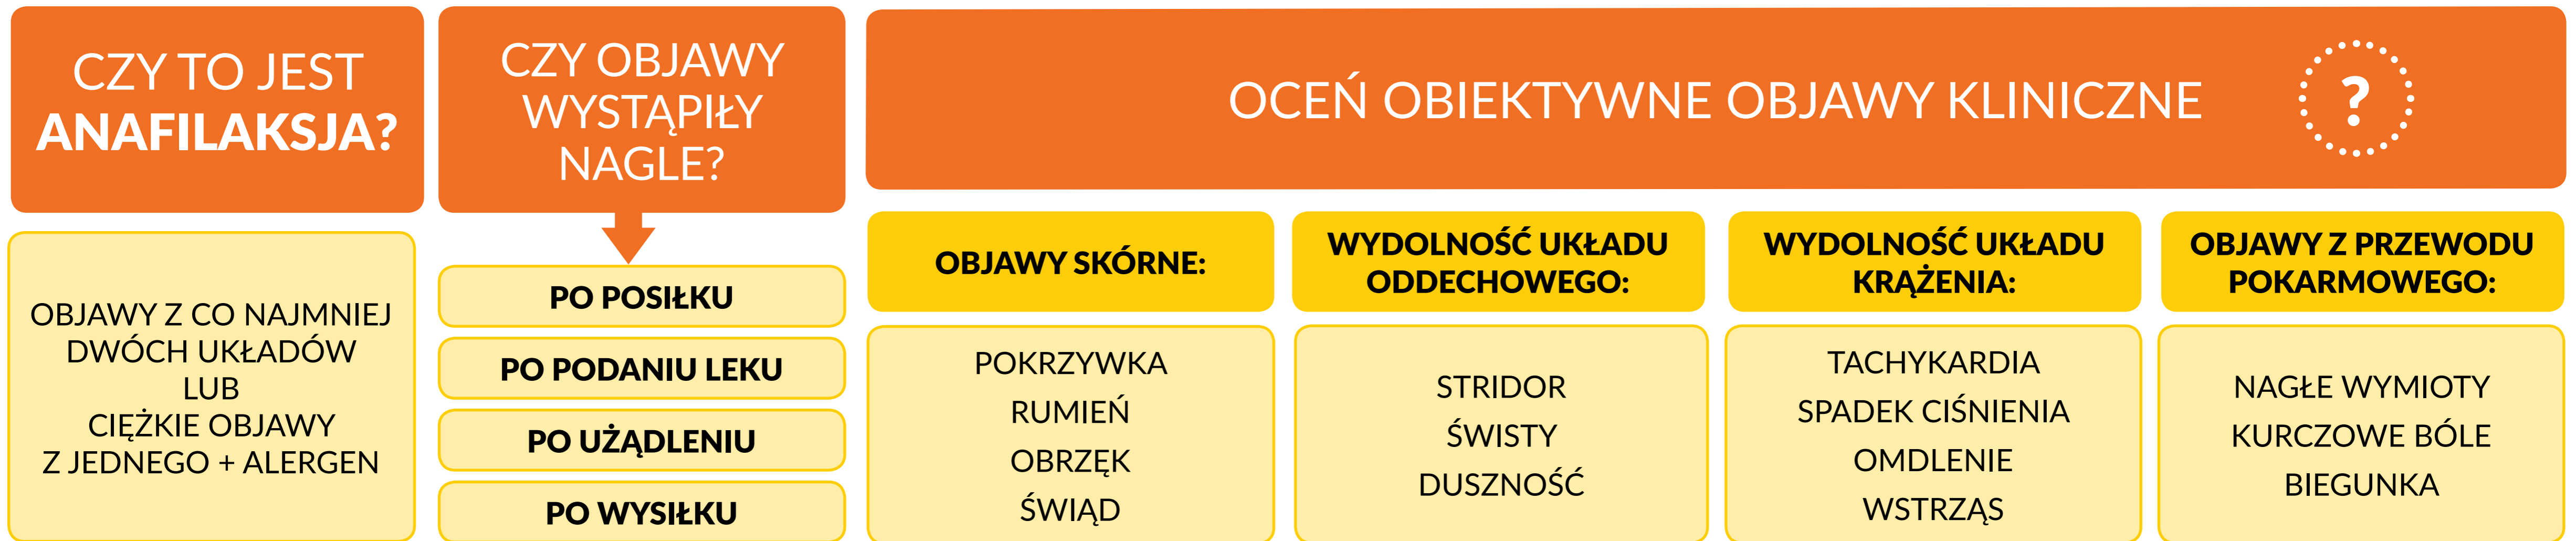 CZY TO JEST
ANAFILAKSJA?
OBJAWY Z CO NAJMNIEJ
DWÓCH UKŁADÓW
LUB
CIĘŻKIE OBJAWY
Z JEDNEGO + ALERGEN
CZY OBJAWY
WYSTĄPIŁY
NAGLE?
PO POSIŁKU
PO PODANIU LEKU
PO UŻĄDLENIU
PO WYSIŁKU
OCEŃ OBIEKTYWNE OBJAWY KLINICZNE
?
OBJAWY SKÓRNE:
POKRZYWKA
RUMIEŃ
OBRZĘK
ŚWIĄD
WYDOLNOŚĆ UKŁADU
ODDECHOWEGO:
STRIDOR
ŚWISTY
DUSZNOŚĆ
WYDOLNOŚĆ UKŁADU
KRĄŻENIA:
TACHYKARDIA
SPADEK CIŚNIENIA
OMDLENIE
WSTRZĄS
OBJAWY Z PRZEWODU
POKARMOWEGO:
NAGŁE WYMIOTY
KURCZOWE BÓLE
BIEGUNKA